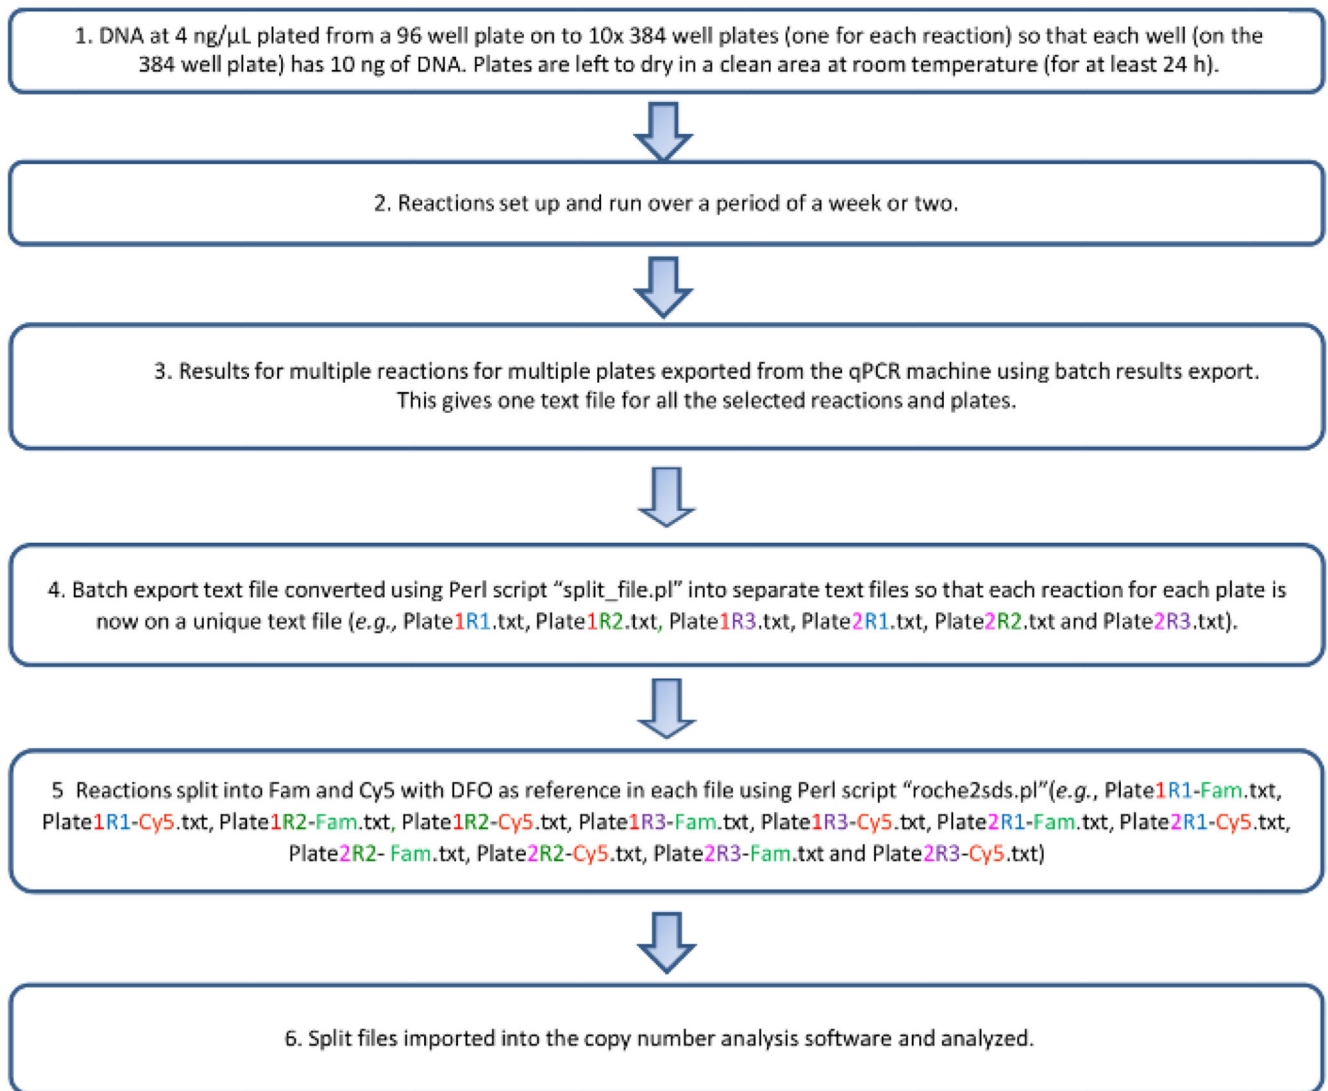 1. DNA at 4 ng/μL plated from a 96 well plate on to 10x 384 well plates (one for each reaction) so that each well (on the
384 well plate) has 10 ng of DNA. Plates are left to dry in a clean area at room temperature (for at least 24 h).
2. Reactions set up and run over a period of a week or two.
3. Results for multiple reactions for multiple plates exported from the qPCR machine using batch results export.
This gives one text file for all the selected reactions and plates.
4. Batch export text file converted using Perl script “split_file.pl” into separate text files so that each reaction for each plate is
now on a unique text file (e.g., Plate1R1.txt, Plate1R2.txt, Plate1R3.txt, Plate2R1.txt, Plate2R2.txt and Plate2R3.txt).
5 Reactions split into Fam and Cy5 with DFO as reference in each file using Perl script “roche2sds.pl”(e.g., Plate1R1-Fam.txt,
Plate1R1-Cy5.txt, Plate1R2-Fam.txt, Plate1R2-Cy5.txt, Plate1R3-Fam.txt, Plate1R3-Cy5.txt, Plate2R1-Fam.txt, Plate2R1-Cy5.txt,
Plate2R2- Fam.txt, Plate2R2-Cy5.txt, Plate2R3-Fam.txt and Plate2R3-Cy5.txt)
6. Split files imported into the copy number analysis software and analyzed.